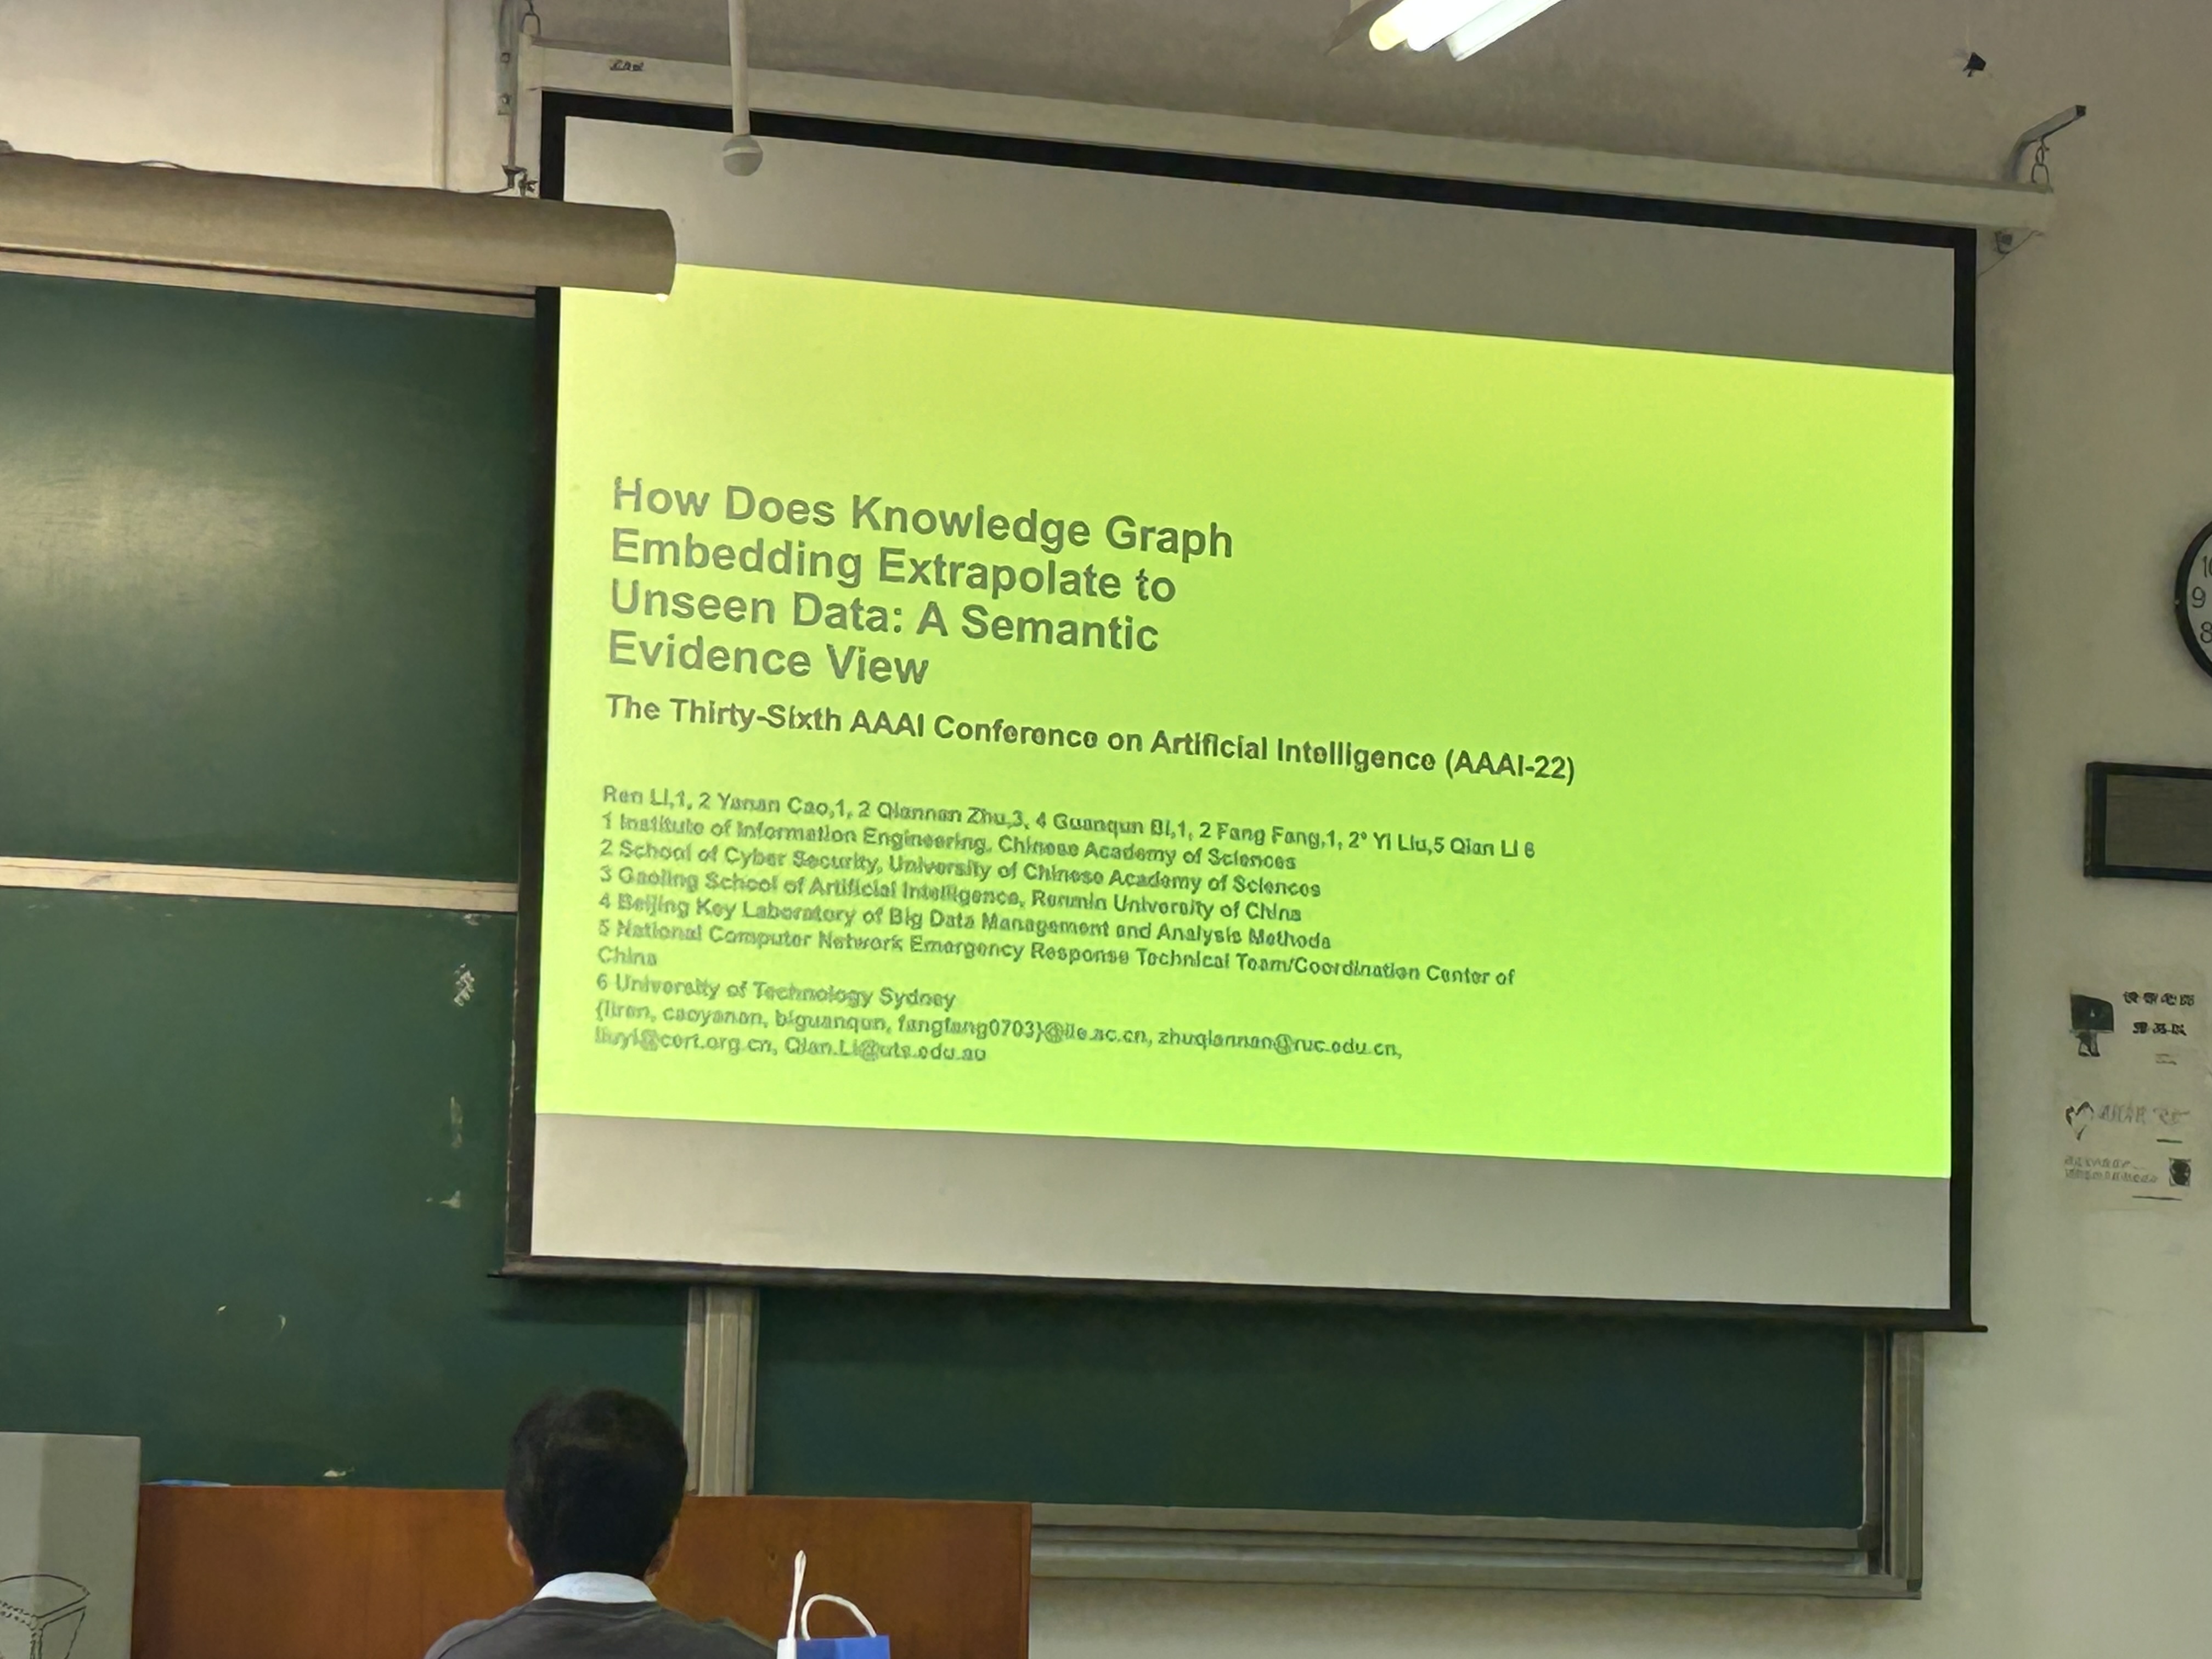 How Does Knowledge Graph
Embedding Extrapolate to
Unseen Data: A Semantic
Evidence View
The Thirty-Sixth AAAI Conference on Artificial Intelligence (AAAI-22)
Ren Li,1, 2 Yanan Cao,1, 2 Qiannan Zhu,3, 4 Guanqun Bi,1, 2 Fang Fang,1, 2* Yi Liu,5 Qian Li 6
1 Institute of Information Engineering, Chinese Academy of Sciences
2 School of Cyber Security, University of Chinese Academy of Sciences
3 Gaoling School of Artificial Intelligence, Renmin University of China
4 Beijing Key Laboratory of Big Data Management and Analysis Methods
5 National Computer Network Emergency Response Technical Team/Coordination Center of
China
6 University of Technology Sydney
{liren, caoyanan, biguanqun, fangfang0703}@iie.ac.cn, zhuqiannan@ruc.edu.cn,
liuyi@cert.org.cn, Qian.Li@uts.edu.au
10
9
8